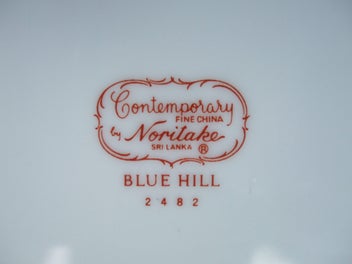 Contemporary
FINE CHINA
by Noritake
SRI LANKA ®
BLUE HILL
2482